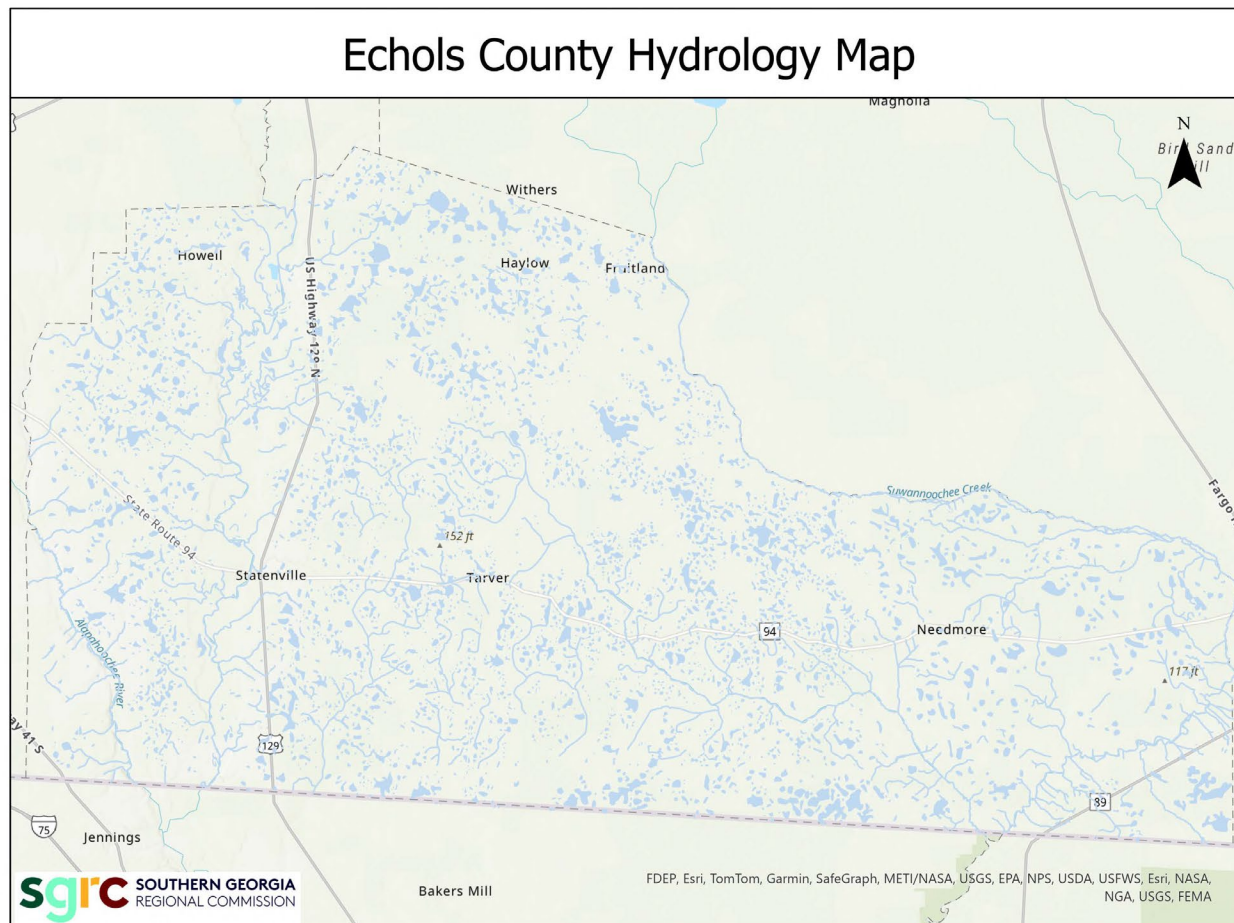 Echols County Hydrology Map
Magnolia
N
Withers
Howell
Haylow
Fruitland
US Highway 129 N
Suwannoochee Creek
State Route 94
152 ft
Statenville
Tarver
94
Needmore
Alapahoochee River
117 ft
129
89
75
Jennings
sgrc SOUTHERN GEORGIA
REGIONAL COMMISSION
Bakers Mill
FDEP, Esri, TomTom, Garmin, SafeGraph, METI/NASA, USGS, EPA, NPS, USDA, USFWS, Esri, NASA,
NGA, USGS, FEMA